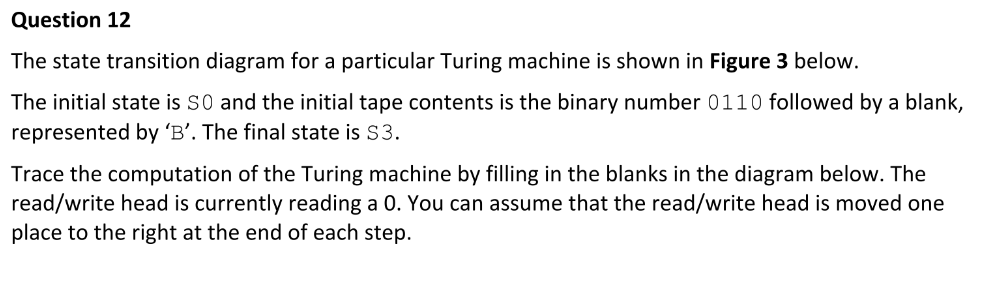 Question 12
The state transition diagram for a particular Turing machine is shown in Figure 3 below.
The initial state is S0 and the initial tape contents is the binary number 0110 followed by a blank,
represented by ‘B’. The final state is S3.
Trace the computation of the Turing machine by filling in the blanks in the diagram below. The
read/write head is currently reading a 0. You can assume that the read/write head is moved one
place to the right at the end of each step.